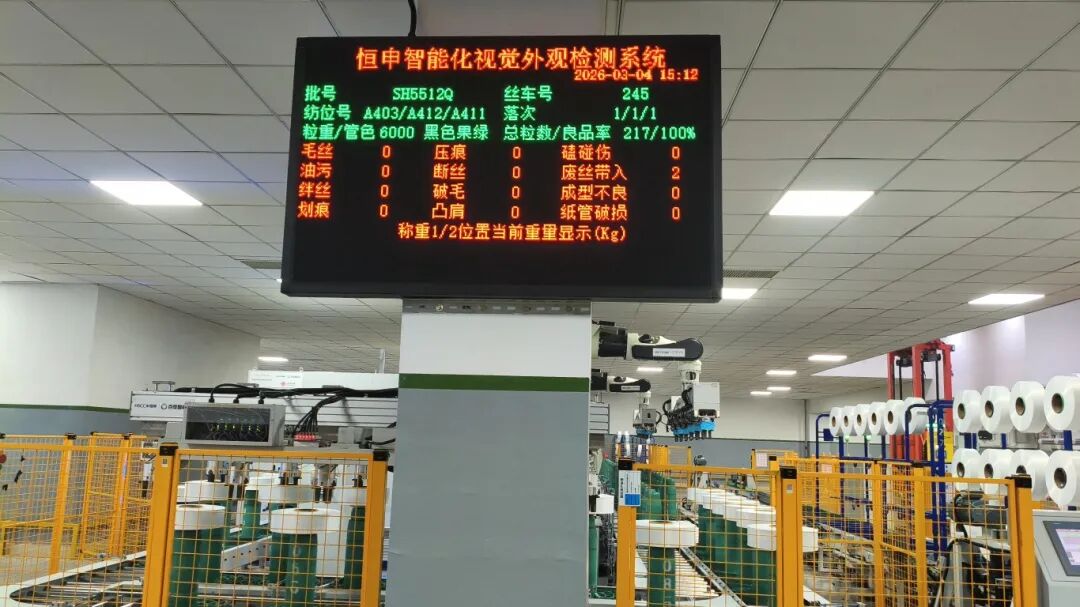 恒申智能化视觉外观检测系统
2026-03-04 15:12
批号 SH5512Q 丝车号 245
纺位号 A403/A412/A411 落次 1/1/1
粒重/管色 6000 黑色果绿 总粒数/良品率 217/100%
毛丝 0 压痕 0 磕碰伤 0
油污 0 断丝 0 废丝带入 2
绊丝 0 破毛 0 成型不良 0
划痕 0 凸肩 0 纸管破损 0
称重1/2位置当前重量显示(Kg)